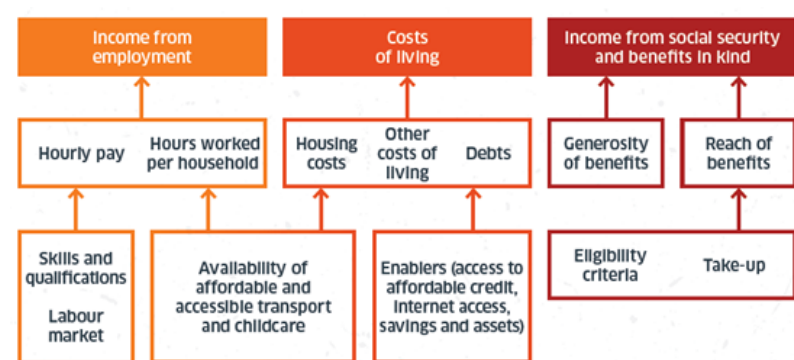 Income from
employment
Costs
of living
Income from social security
and benefits in kind
Hourly pay
Hours worked
per household
Housing
costs
Other
costs of
living
Debts
Generosity
of benefits
Reach of
benefits
Skills and
qualifications
Labour
market
Availability of
affordable and
accessible transport
and childcare
Enablers (access to
affordable credit,
internet access,
savings and assets)
Eligibility
criteria
Take-up